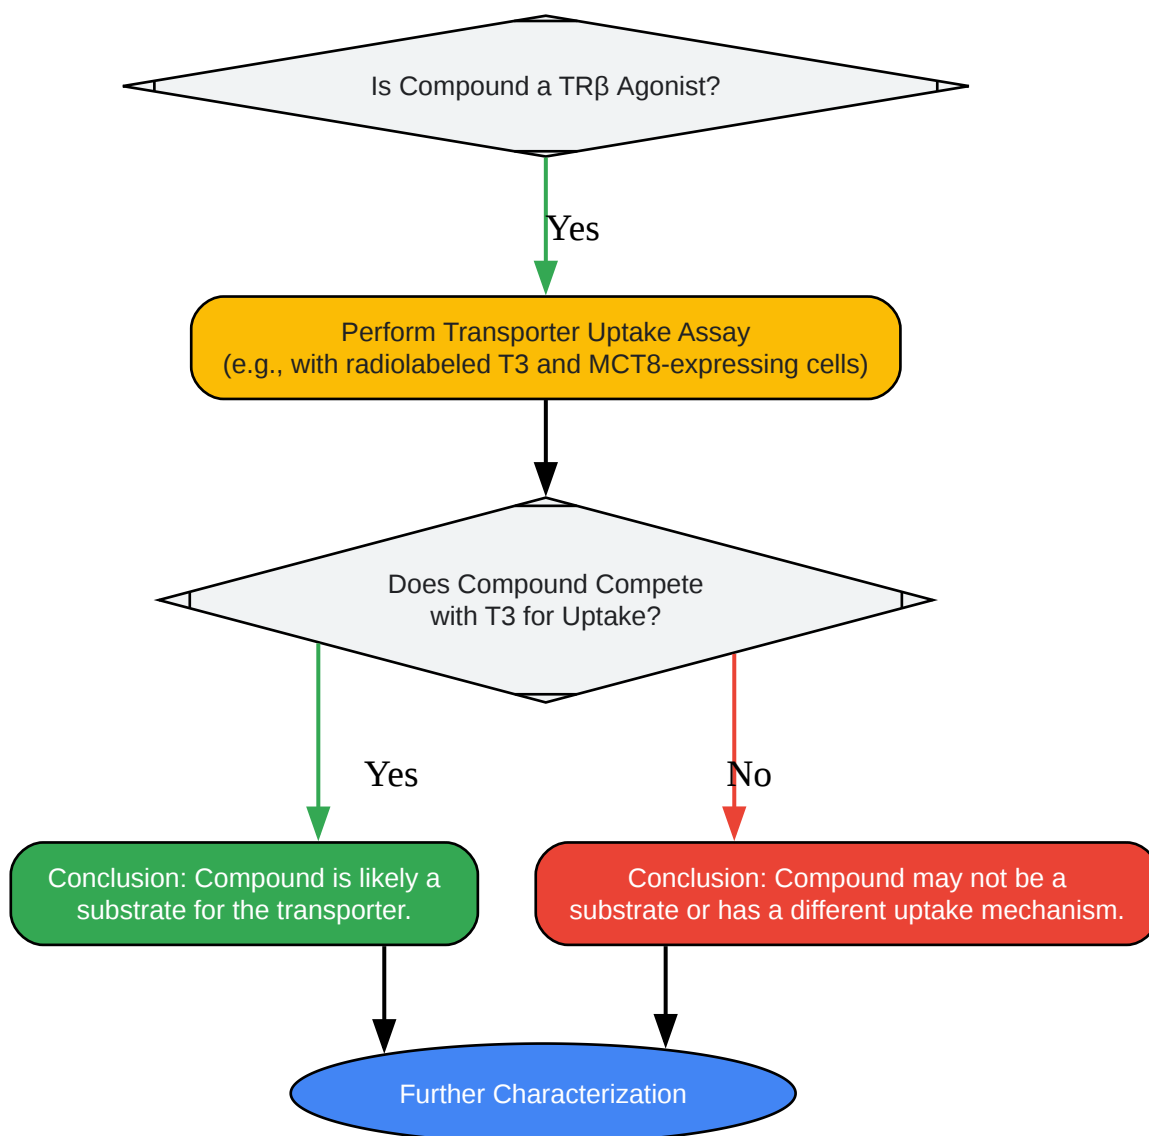 Is Compound a TRβ Agonist?
Yes
Perform Transporter Uptake Assay
(e.g., with radiolabeled T3 and MCT8-expressing cells)
Does Compound Compete
with T3 for Uptake?
Yes
No
Conclusion: Compound is likely a
substrate for the transporter.
Conclusion: Compound may not be a
substrate or has a different uptake mechanism.
Further Characterization